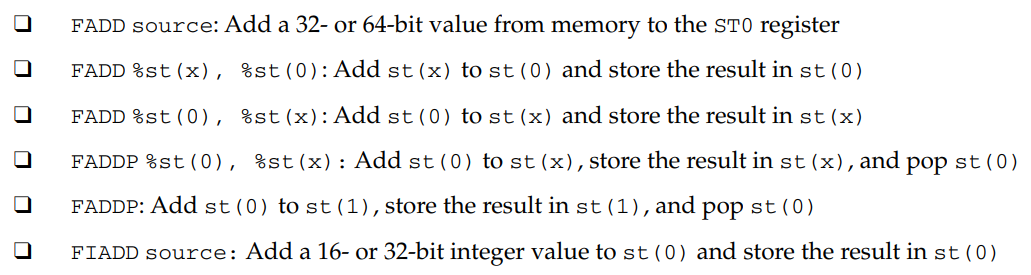 ❑ FADD source: Add a 32- or 64-bit value from memory to the ST0 register
❑ FADD %st(x), %st(0): Add st(x) to st(0) and store the result in st(0)
❑ FADD %st(0), %st(x): Add st(0) to st(x) and store the result in st(x)
❑ FADDP %st(0), %st(x): Add st(0) to st(x), store the result in st(x), and pop st(0)
❑ FADDP: Add st(0) to st(1), store the result in st(1), and pop st(0)
❑ FIADD source: Add a 16- or 32-bit integer value to st(0) and store the result in st(0)